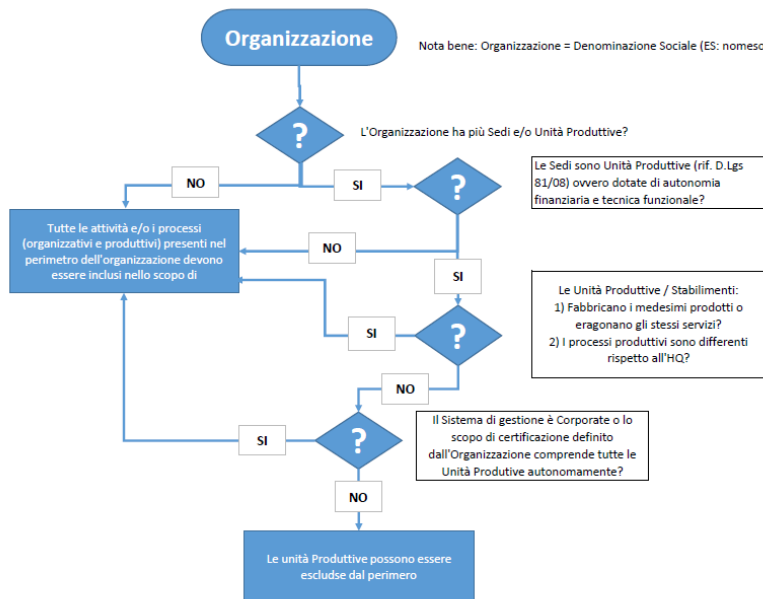 Organizzazione
Nota bene: Organizzazione = Denominazione Sociale (ES: nomeso
?
L'Organizzazione ha più Sedi e/o Unità Produttive?
NO
SI
?
Le Sedi sono Unità Produttive (rif. D.Lgs
81/08) ovvero dotate di autonomia
finanziaria e tecnica funzionale?
Tutte le attività e/o i processi
(organizzativi e produttivi) presenti nel
perimetro dell'organizzazione devono
essere inclusi nello scopo di
NO
SI
Le Unità Produttive / Stabilimenti:
1) Fabbricano i medesimi prodotti o
eragonano gli stessi servizi?
2) I processi produttivi sono differenti
rispetto all'HQ?
?
SI
NO
Il Sistema di gestione è Corporate o lo
scopo di certificazione definito
dall'Organizzazione comprende tutte le
Unità Produtive autonomamente?
?
SI
NO
Le unità Produttive possono essere
escludse dal perimero